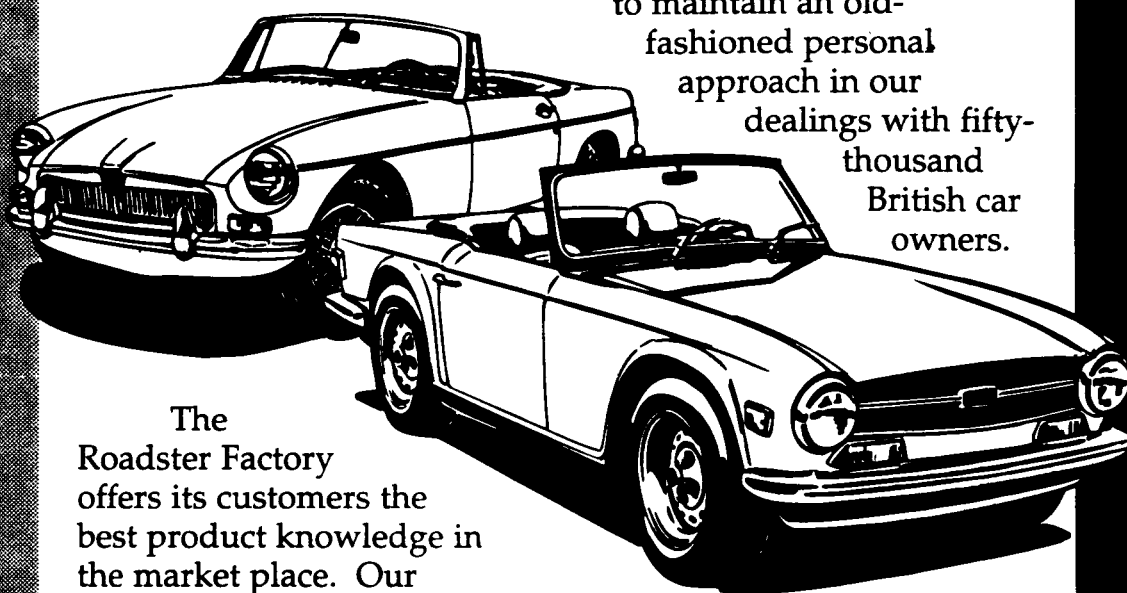 to maintain an old-
fashioned personal
approach in our
dealings with fifty-
thousand
British car
owners.
The
Roadster Factory
offers its customers the
best product knowledge in
the market place. Our